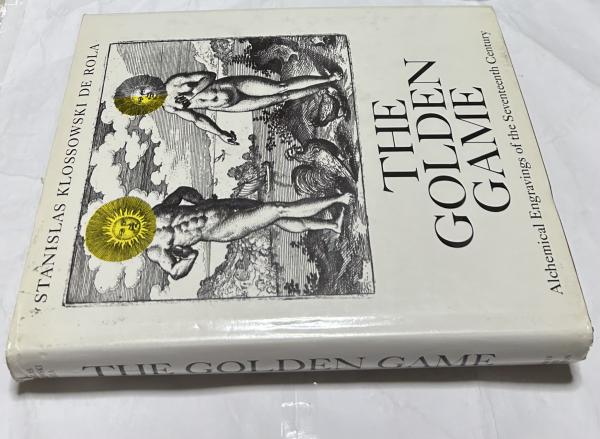 STANISLAS KLOSSOWSKI DE ROLA
THE
GOLDEN
GAME
Alchemical Engravings of the Seventeenth Century
THE GOLDEN GAME